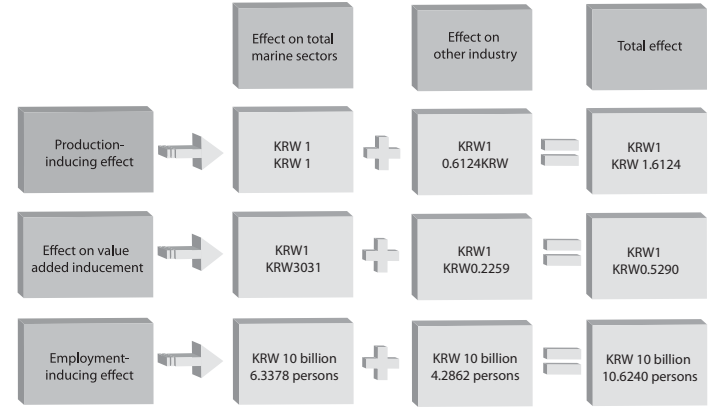 Effect on total
marine sectors
Effect on
other industry
Total effect
Production-
inducing effect
KRW 1
KRW 1
KRW1
0.6124KRW
KRW1
KRW 1.6124
Effect on value
added inducement
KRW1
KRW3031
KRW1
KRW0.2259
KRW1
KRW0.5290
Employment-
inducing effect
KRW 10 billion
6.3378 persons
KRW 10 billion
4.2862 persons
KRW 10 billion
10.6240 persons